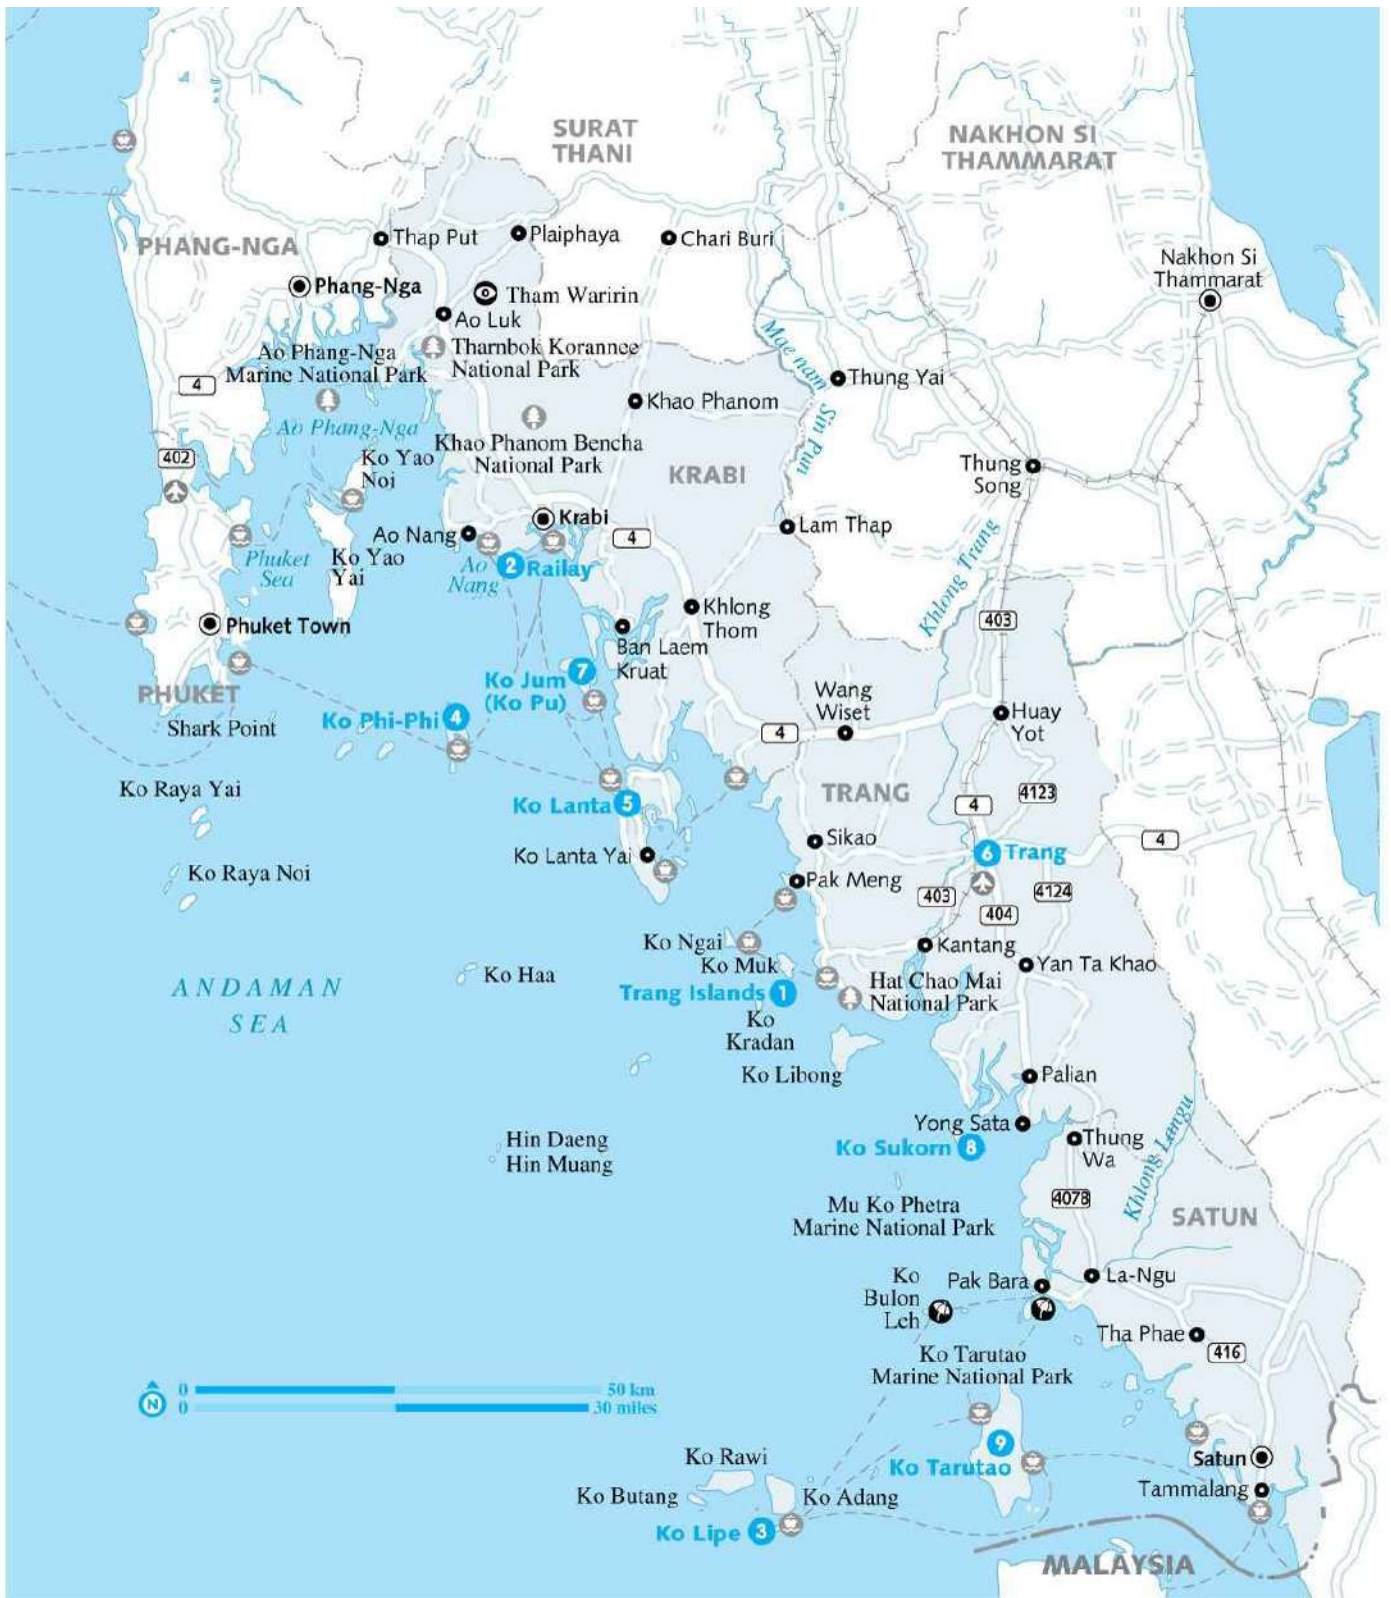 SURAT
THANI
NAKHON SI
THAMMARAT
PHANG-NGA
Thap Put
Plaiphaya
Chari Buri
Nakhon Si
Thammarat
Phang-Nga
Tham Waririn
Ao Luk
Ao Phang-Nga
Marine National Park
Tharnbok Korannee
National Park
Mae nam Sin Pun
Thung Yai
4
Khao Phanom
Ao Phang-Nga
Khao Phanom Bencha
National Park
402
Ko Yao
Noi
KRABI
Thung
Song
Krabi
Ao Nang
4
Lam Thap
Phuket
Sea
Ko Yao
Yai
Ao
Nang
2 Railay
Khlong Trang
Khlong
Thom
403
Phuket Town
Ban Laem
Kruat
7
Ko Jum
(Ko Pu)
PHUKET
Shark Point
Ko Phi-Phi 4
Wang
Wiset
4
Huay
Yot
Ko Raya Yai
Ko Lanta 5
TRANG
4
4123
Sikao
6 Trang
4
Ko Lanta Yai
Ko Raya Noi
Pak Meng
403
404
4124
Ko Ngai
Kantang
Ko Muk
Yan Ta Khao
ANDAMAN
SEA
Ko Haa
Trang Islands 1
Hat Chao Mai
National Park
Ko
Kradan
Ko Libong
Palian
Yong Sata
Hin Daeng
Hin Muang
Ko Sukorn 8
Thung
Wa
Khlong Langu
Mu Ko Phetra
Marine National Park
4078
SATUN
Ko
Bulon
Leh
Pak Bara
La-Ngu
Tha Phae
416
Ko Tarutao
Marine National Park
N
0 50 km
0 30 miles
9
Ko Tarutao
Satun
Ko Rawi
Tammalang
Ko Butang
Ko Adang
Ko Lipe 3
MALAYSIA